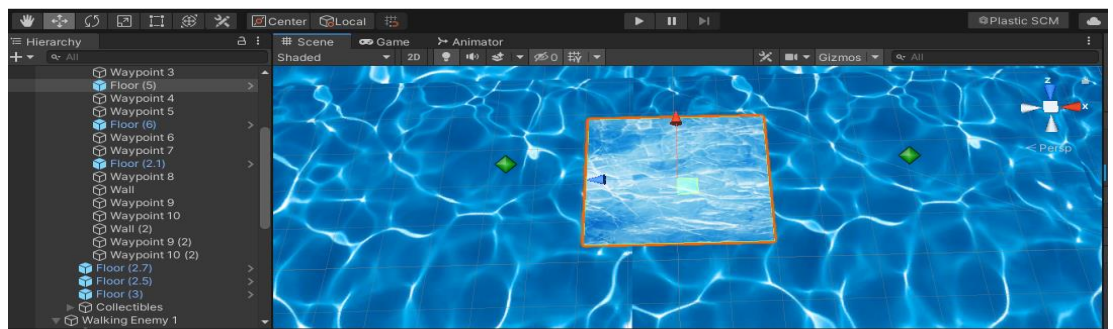 Center Local Plastic SCM
Hierarchy # Scene Game Animator
All Shaded 2D 0 Gizmos All
Waypoint 3
Floor (5)
Waypoint 4
Waypoint 5
Floor (6)
Waypoint 6
Waypoint 7
Floor (2.1)
Waypoint 8
Wall
Waypoint 9
Waypoint 10
Wall (2)
Waypoint 9 (2)
Waypoint 10 (2)
Floor (2.7)
Floor (2.5)
Floor (3)
Collectibles
Walking Enemy 1
z
x
< Persp